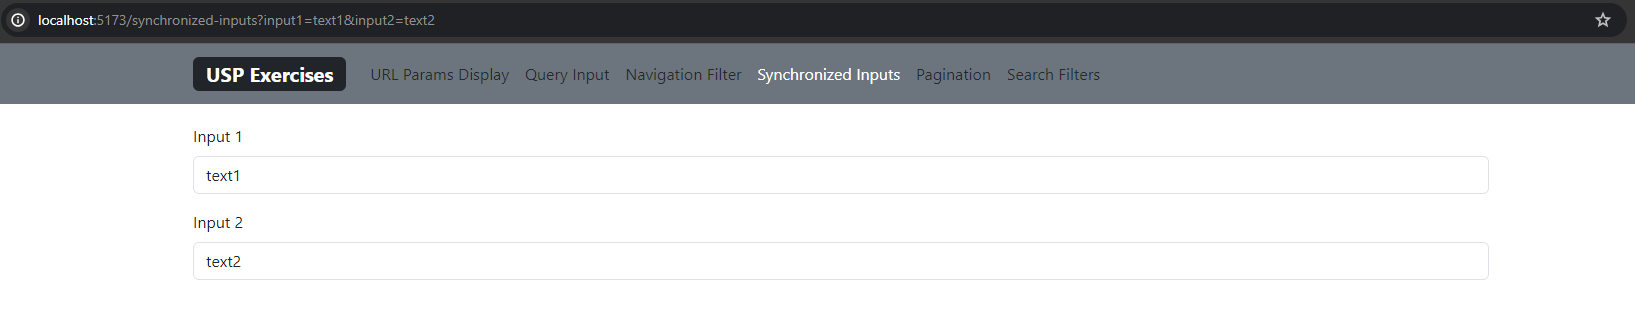 localhost:5173/synchronized-inputs?input1=text1&input2=text2
USP Exercises URL Params Display Query Input Navigation Filter Synchronized Inputs Pagination Search Filters
Input 1
text1
Input 2
text2